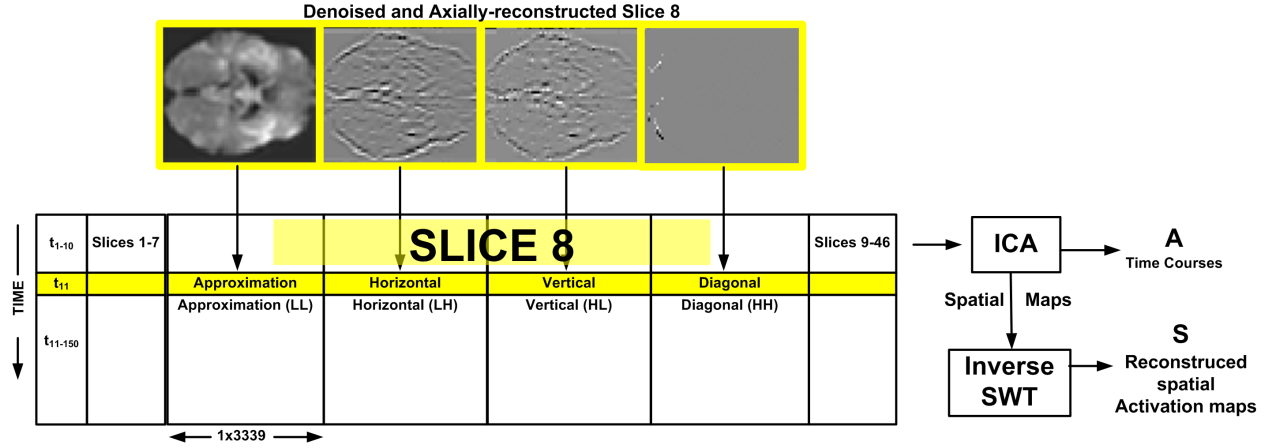 Denoised and Axially-reconstructed Slice 8
TIME
t1-10
Slices 1-7
SLICE 8
Slices 9-46
t11
Approximation
Horizontal
Vertical
Diagonal
Approximation (LL)
Horizontal (LH)
Vertical (HL)
Diagonal (HH)
t11-150
1x3339
ICA
A
Time Courses
Spatial Maps
Inverse
SWT
S
Reconstruced
spatial
Activation maps